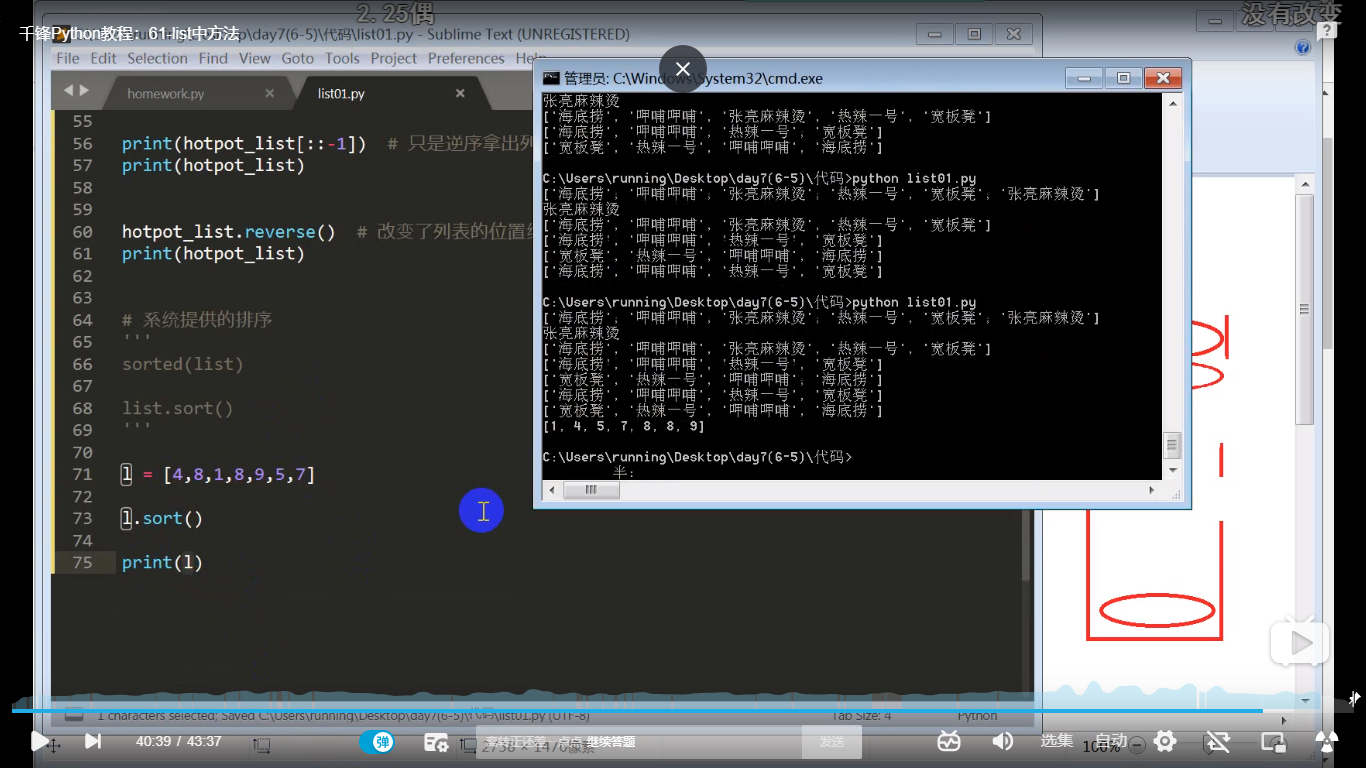 2. 25偶
没有改变
千锋Python教程：61-list中方法
op\day7(6-5)\代码\list01.py - Sublime Text (UNREGISTERED)
File Edit Selection Find View Goto Tools Project Preferences Help
管理员: C:\Windows\System32\cmd.exe
homework.py
list01.py
55
56 print(hotpot_list[::-1]) # 只是逆序拿出列
57 print(hotpot_list)
58
59
60 hotpot_list.reverse() # 改变了列表的位置
61 print(hotpot_list)
62
63
64 # 系统提供的排序
65 '''
66 sorted(list)
67
68 list.sort()
69 '''
70
71 l = [4,8,1,8,9,5,7]
72
73 l.sort()
74
75 print(l)
张亮麻辣烫
['海底捞', '呷哺呷哺', '张亮麻辣烫', '热辣一号', '宽板凳']
['海底捞', '呷哺呷哺', '热辣一号', '宽板凳']
['宽板凳', '热辣一号', '呷哺呷哺', '海底捞']
C:\Users\running\Desktop\day7(6-5)\代码>python list01.py
['海底捞', '呷哺呷哺', '张亮麻辣烫', '热辣一号', '宽板凳', '张亮麻辣烫']
张亮麻辣烫
['海底捞', '呷哺呷哺', '张亮麻辣烫', '热辣一号', '宽板凳']
['海底捞', '呷哺呷哺', '热辣一号', '宽板凳']
['宽板凳', '热辣一号', '呷哺呷哺', '海底捞']
['海底捞', '呷哺呷哺', '热辣一号', '宽板凳']
C:\Users\running\Desktop\day7(6-5)\代码>python list01.py
['海底捞', '呷哺呷哺', '张亮麻辣烫', '热辣一号', '宽板凳', '张亮麻辣烫']
张亮麻辣烫
['海底捞', '呷哺呷哺', '张亮麻辣烫', '热辣一号', '宽板凳']
['海底捞', '呷哺呷哺', '热辣一号', '宽板凳']
['宽板凳', '热辣一号', '呷哺呷哺', '海底捞']
['海底捞', '呷哺呷哺', '热辣一号', '宽板凳']
['宽板凳', '热辣一号', '呷哺呷哺', '海底捞']
[1, 4, 5, 7, 8, 8, 9]
C:\Users\running\Desktop\day7(6-5)\代码>
半:
1 characters selected; Saved C:\Users\running\Desktop\day7(6-5)\代码\list01.py (UTF-8)
Tab Size: 4
Python
40:39 / 43:37
弹
继续答题
发送
选集
自动
100%